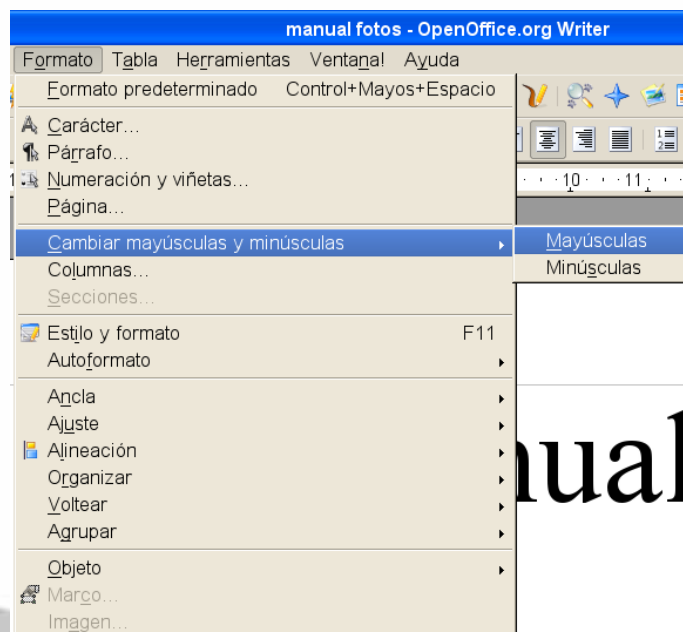 manual fotos - OpenOffice.org Writer
Formato Tabla Herramientas Ventana! Ayuda
Formato predeterminado Control+Mayos+Espacio
Carácter...
Párrafo...
Numeración y viñetas...
10 11
Página...
Cambiar mayúsculas y minúsculas
Mayúsculas
Columnas...
Minúsculas
Secciones...
Estilo y formato F11
Autoformato
Ancla
Ajuste
Alineación
Organizar
Voltear
Agrupar
nual
Objeto
Marco...
Imagen...